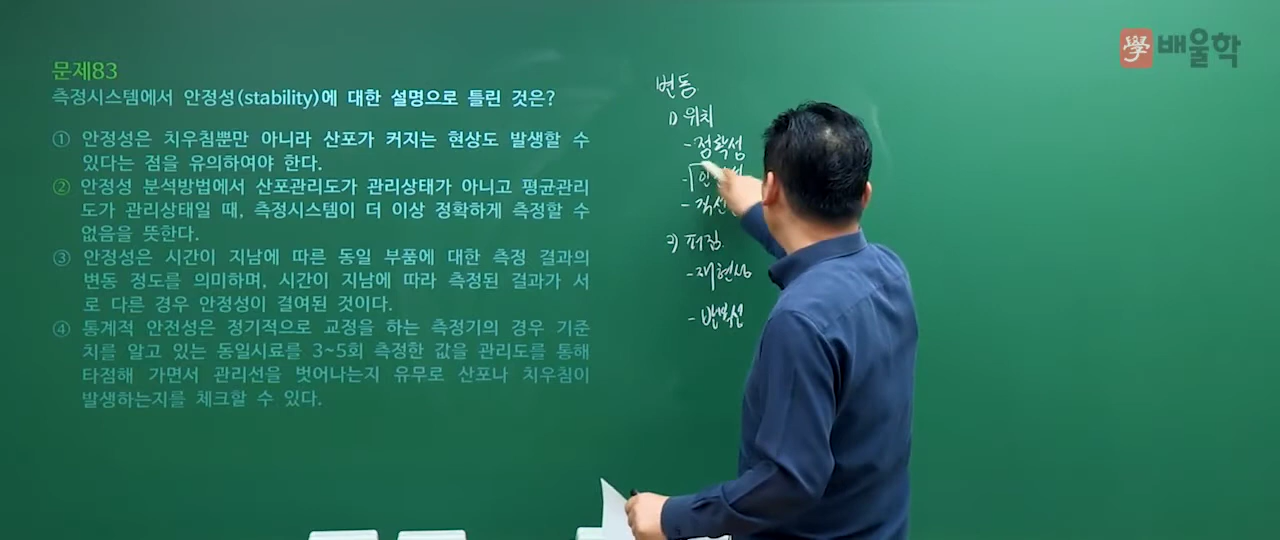 學 배울학
문제83
측정시스템에서 안정성(stability)에 대한 설명으로 틀린 것은?
① 안정성은 치우침뿐만 아니라 산포가 커지는 현상도 발생할 수
있다는 점을 유의하여야 한다.
② 안정성 분석방법에서 산포관리도가 관리상태가 아니고 평균관리
도가 관리상태일 때, 측정시스템이 더 이상 정확하게 측정할 수
없음을 뜻한다.
③ 안정성은 시간이 지남에 따른 동일 부품에 대한 측정 결과의
변동 정도를 의미하며, 시간이 지남에 따라 측정된 결과가 서
로 다른 경우 안정성이 결여된 것이다.
④ 통계적 안전성은 정기적으로 교정을 하는 측정기의 경우 기준
치를 알고 있는 동일시료를 3~5회 측정한 값을 관리도를 통해
타점해 가면서 관리선을 벗어나는지 유무로 산포나 치우침이
발생하는지를 체크할 수 있다.
변동
1) 위치
- 정확성
2) 퍼짐
- 재현성
- 반복성